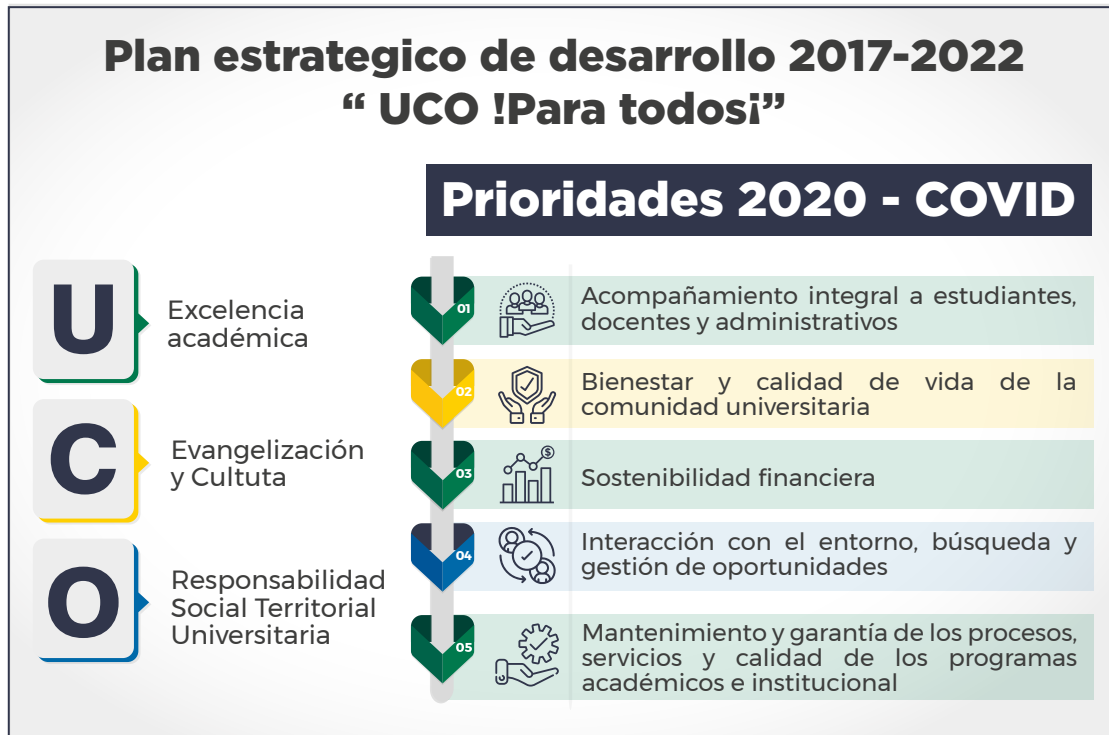 Plan estrategico de desarrollo 2017-2022
“ UCO !Para todos¡”
Prioridades 2020 - COVID
U
Excelencia
académica
C
Evangelización
y Cultuta
O
Responsabilidad
Social Territorial
Universitaria
01
Acompañamiento integral a estudiantes,
docentes y administrativos
02
Bienestar y calidad de vida de la
comunidad universitaria
03
$
Sostenibilidad financiera
04
Interacción con el entorno, búsqueda y
gestión de oportunidades
05
Mantenimiento y garantía de los procesos,
servicios y calidad de los programas
académicos e institucional